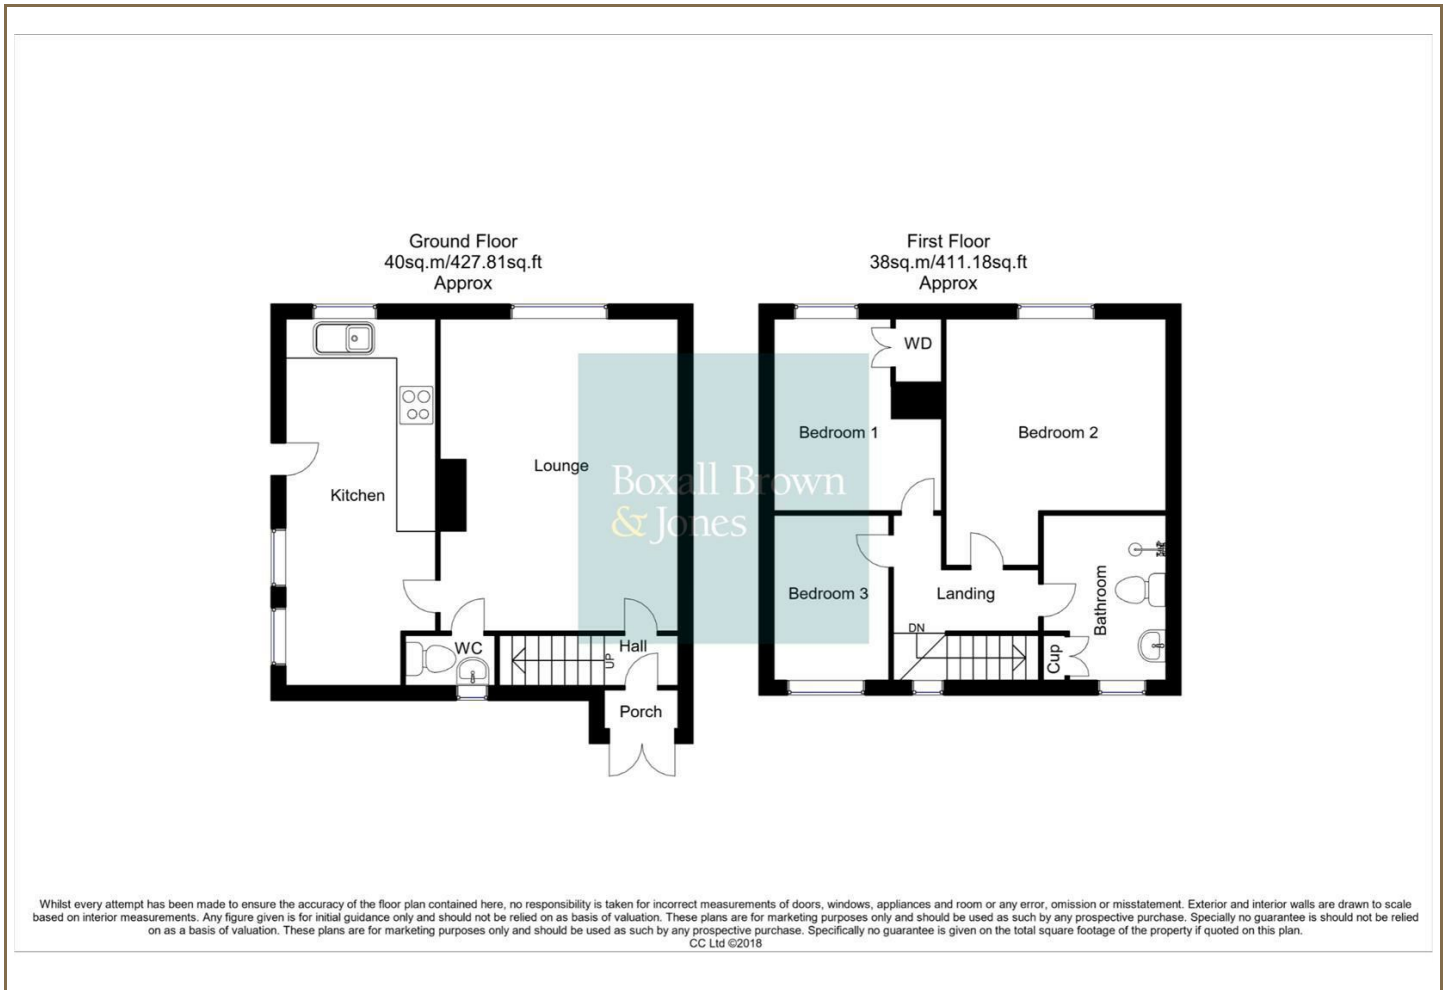 Ground Floor
40sq.m/427.81sq.ft
Approx
First Floor
38sq.m/411.18sq.ft
Approx
WD
Bedroom 1
Bedroom 2
Lounge
Boxall Brown
& Jones
Kitchen
Bedroom 3
Landing
Bathroom
DN
WC
Hall
UP
Cup
Porch
Whilst every attempt has been made to ensure the accuracy of the floor plan contained here, no responsibility is taken for incorrect measurements of doors, windows, appliances and room or any error, omission or misstatement. Exterior and interior walls are drawn to scale
based on interior measurements. Any figure given is for initial guidance only and should not be relied on as basis of valuation. These plans are for marketing purposes only and should be used as such by any prospective purchase. Specially no guarantee is should not be relied
on as a basis of valuation. These plans are for marketing purposes only and should be used as such by any prospective purchase. Specifically no guarantee is given on the total square footage of the property if quoted on this plan.
CC Ltd ©2018